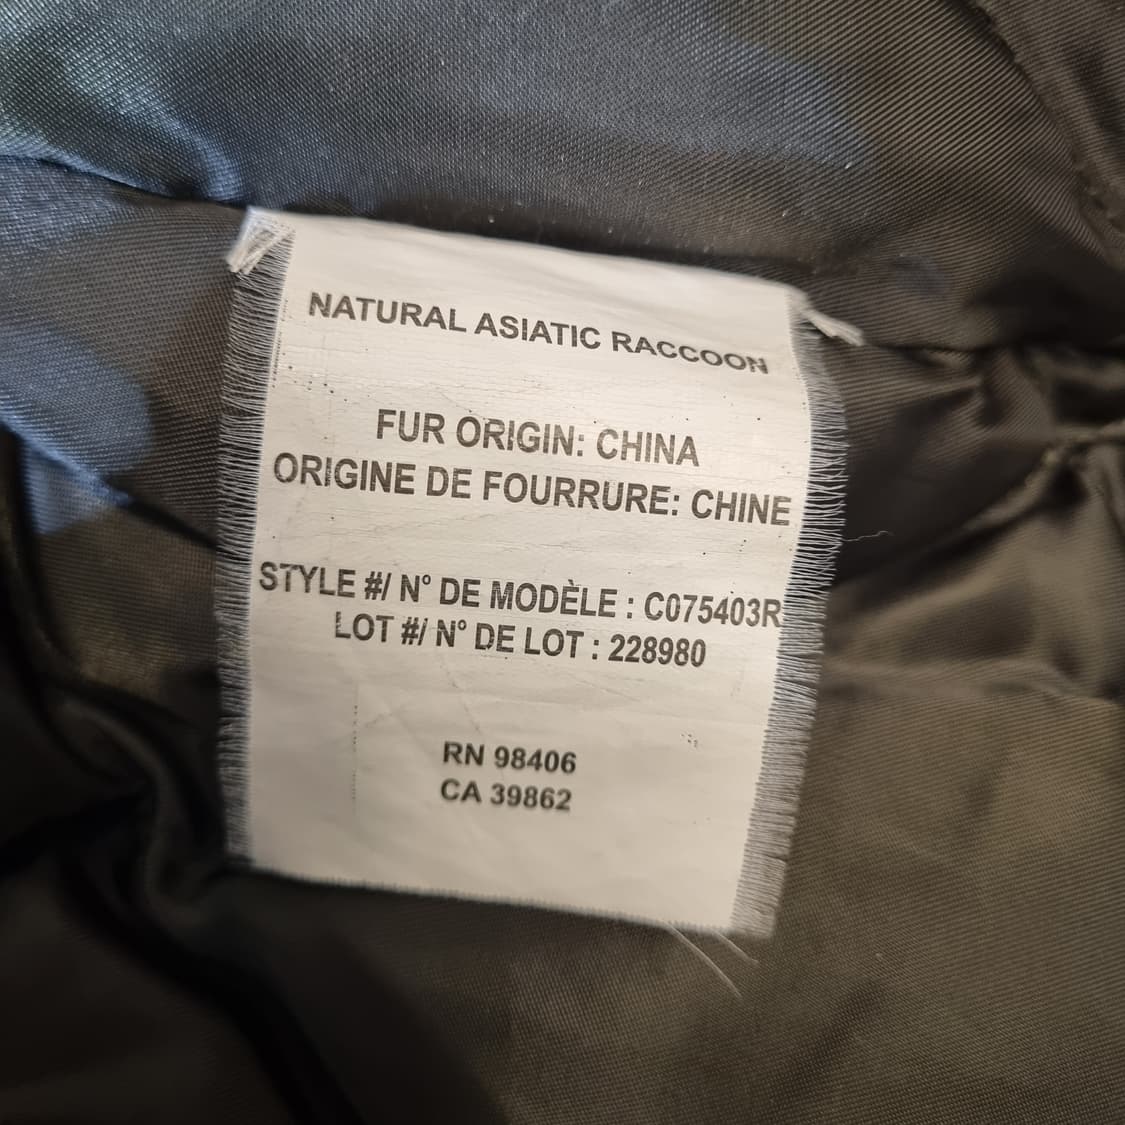 NATURAL ASIATIC RACCOON
FUR ORIGIN: CHINA
ORIGINE DE FOURRURE: CHINE
STYLE #/ N° DE MODÈLE : C075403R
LOT #/ N° DE LOT : 228980
RN 98406
CA 39862